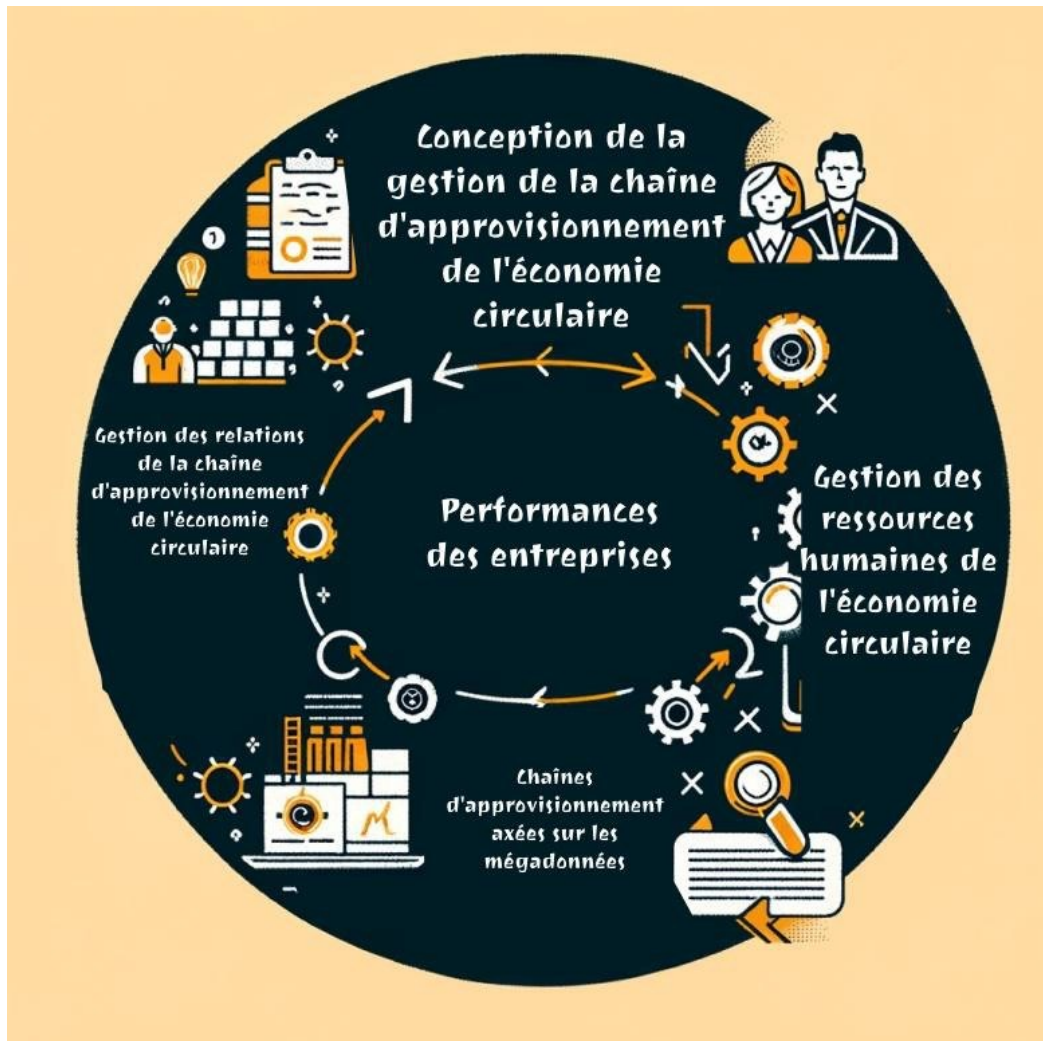 Conception de la
gestion de la chaîne
d'approvisionnement
de l'économie
circulaire
Gestion des relations
de la chaîne
d'approvisionnement
de l'économie
circulaire
Performances
des entreprises
Gestion des
ressources
humaines de
l'économie
circulaire
Chaînes
d'approvisionnement
axées sur les
mégadonnées